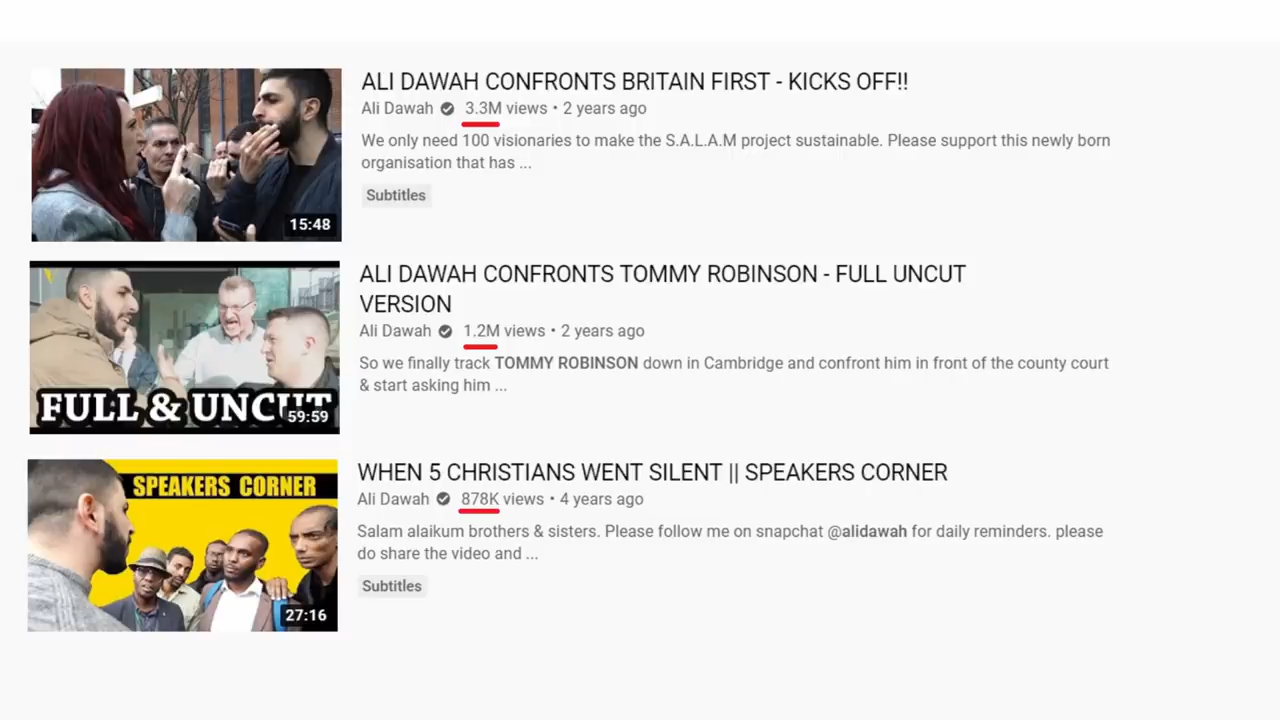 ALI DAWAH CONFRONTS BRITAIN FIRST - KICKS OFF!!
Ali Dawah 3.3M views • 2 years ago
We only need 100 visionaries to make the S.A.L.A.M project sustainable. Please support this newly born
organisation that has ...
Subtitles
15:48
ALI DAWAH CONFRONTS TOMMY ROBINSON - FULL UNCUT
VERSION
Ali Dawah 1.2M views • 2 years ago
So we finally track TOMMY ROBINSON down in Cambridge and confront him in front of the county court
& start asking him ...
FULL & UNCUT
59:59
SPEAKERS CORNER
WHEN 5 CHRISTIANS WENT SILENT || SPEAKERS CORNER
Ali Dawah 878K views • 4 years ago
Salam alaikum brothers & sisters. Please follow me on snapchat @alidawah for daily reminders. please
do share the video and ...
Subtitles
27:16